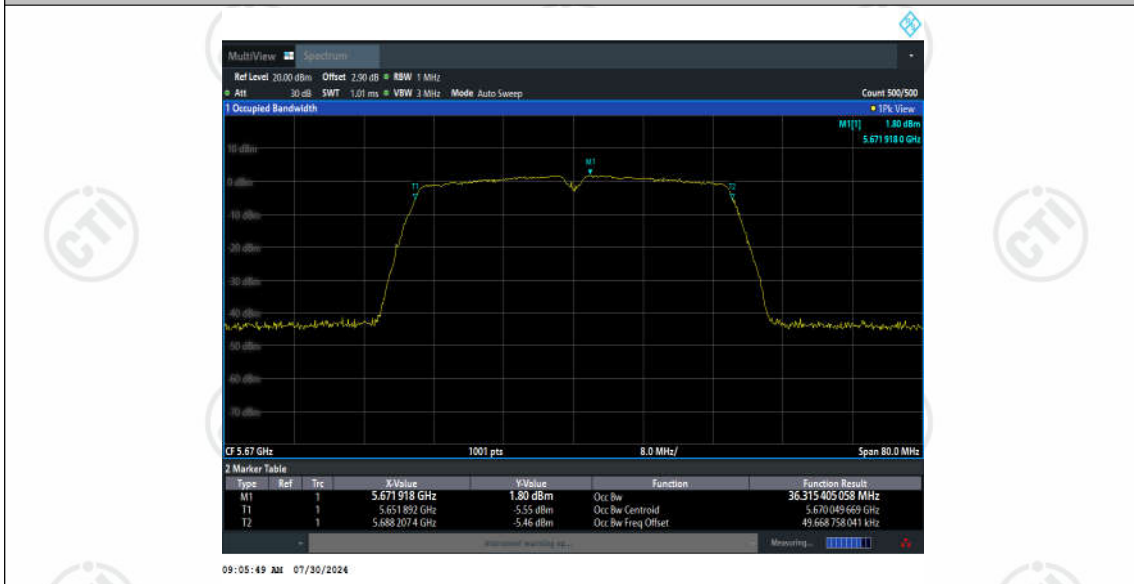 MultiView Spectrum
Ref Level 20.00 dBm Offset 2.90 dB RBW 1 MHz
Att 30 dB SWT 1.01 ms VBW 3 MHz Mode Auto Sweep Count 500/500
1 Occupied Bandwidth 1Pk View
M1[1] 1.80 dBm
5.671 918 0 GHz
10 dBm
M1
0 dBm
T1
T2
-10 dBm
-20 dBm
-30 dBm
-40 dBm
-50 dBm
-60 dBm
-70 dBm
CF 5.67 GHz 1001 pts 8.0 MHz/ Span 80.0 MHz
2 Marker Table
Type Ref Trc X-Value Y-Value Function Function Result
M1 1 5.671 918 GHz 1.80 dBm Occ Bw 36.315 405 058 MHz
T1 1 5.651 892 GHz -5.55 dBm Occ Bw Centroid 5.670 049 669 GHz
T2 1 5.688 207 4 GHz -5.46 dBm Occ Bw Freq Offset 49.668 758 041 kHz
Instrument warming up... Measuring...
09:05:49 AM 07/30/2024
CTI
CTI